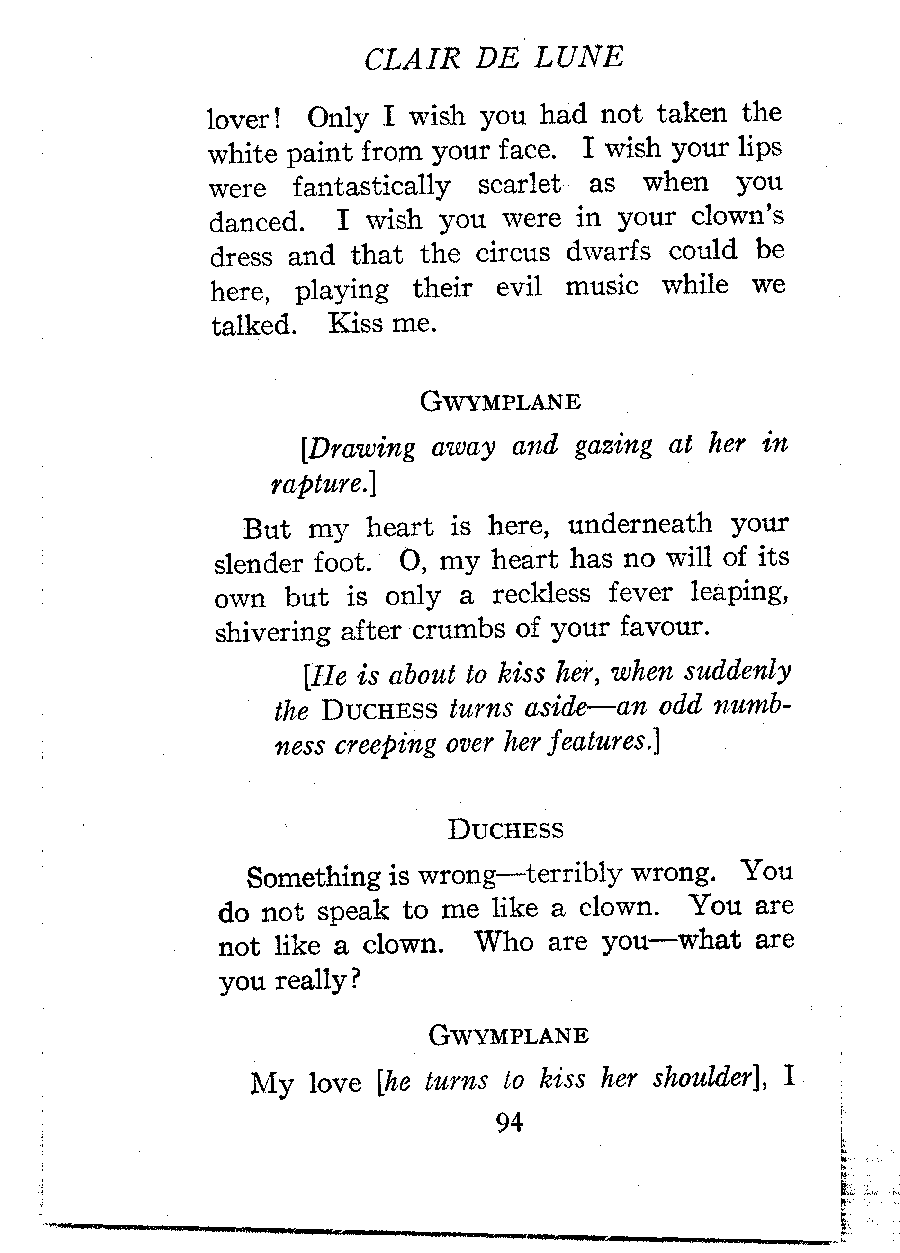 CLAIR DE LUNE
lover! Only I wish you had not taken the
white paint from your face. I wish your lips
were fantastically scarlet as when you
danced. I wish you were in your clown's
dress and that the circus dwarfs could be
here, playing their evil music while we
talked. Kiss me.
GWYMPLANE
[Drawing away and gazing at her in
rapture.]
But my heart is here, underneath your
slender foot. O, my heart has no will of its
own but is only a reckless fever leaping,
shivering after crumbs of your favour.
[He is about to kiss her, when suddenly
the DUCHESS turns aside—an odd numb-
ness creeping over her features.]
DUCHESS
Something is wrong—terribly wrong. You
do not speak to me like a clown. You are
not like a clown. Who are you—what are
you really?
GWYMPLANE
My love [he turns to kiss her shoulder], I
94